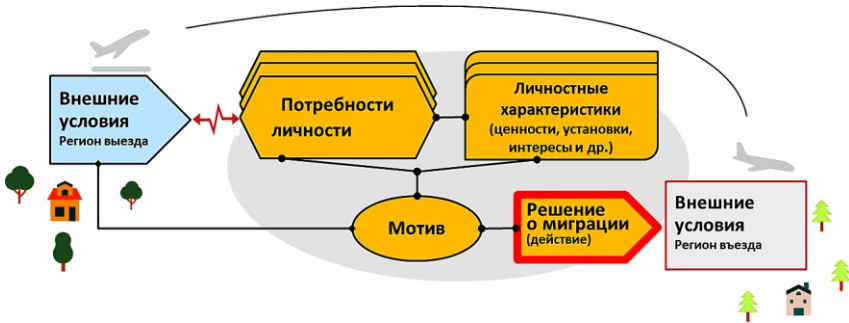 Внешние
условия
Регион выезда
Потребности
личности
Личностные
характеристики
(ценности, установки,
интересы и др.)
Мотив
Решение
о миграции
(действие)
Внешние
условия
Регион въезда